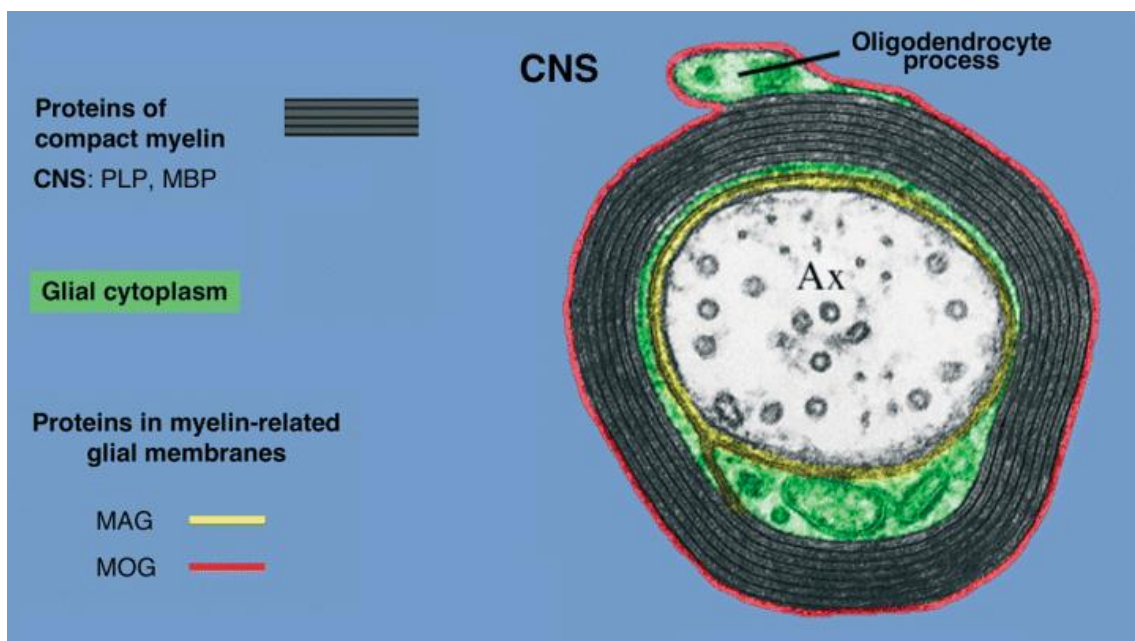 CNS
Oligodendrocyte
process
Proteins of
compact myelin
CNS: PLP, MBP
Ax
Glial cytoplasm
Proteins in myelin-related
glial membranes
MAG
MOG